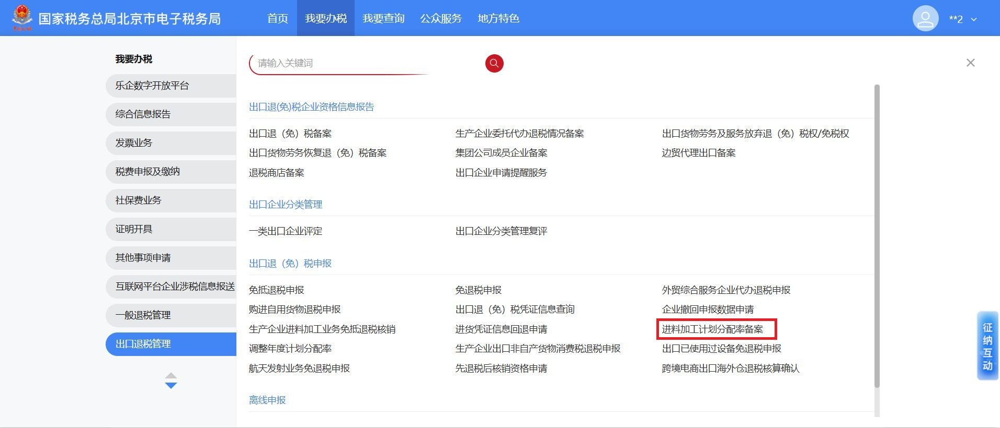 国家税务总局北京市电子税务局
首页 我要办税 我要查询 公众服务 地方特色
**2
我要办税
乐企数字开放平台
综合信息报告
发票业务
税费申报及缴纳
社保费业务
证明开具
其他事项申请
互联网平台企业涉税信息报送
一般退税管理
出口退税管理
请输入关键词
出口退(免)税企业资格信息报告
出口退（免）税备案 生产企业委托代办退税情况备案 出口货物劳务及服务放弃退（免）税权/免税权
出口货物劳务恢复退（免）税备案 集团公司成员企业备案 边贸代理出口备案
退税商店备案 出口企业申请提醒服务
出口企业分类管理
一类出口企业评定 出口企业分类管理复评
出口退（免）税申报
免抵退税申报 免退税申报 外贸综合服务企业代办退税申报
购进自用货物退税申报 出口退（免）税凭证信息查询 企业撤回申报数据申请
生产企业进料加工业务免抵退税核销 进货凭证信息回退申请 进料加工计划分配率备案
调整年度计划分配率 生产企业出口非自产货物消费税退税申报 出口已使用过设备免退税申报
航天发射业务免退税申报 先退税后核销资格申请 跨境电商出口海外仓退税核算确认
离线申报
征纳互动